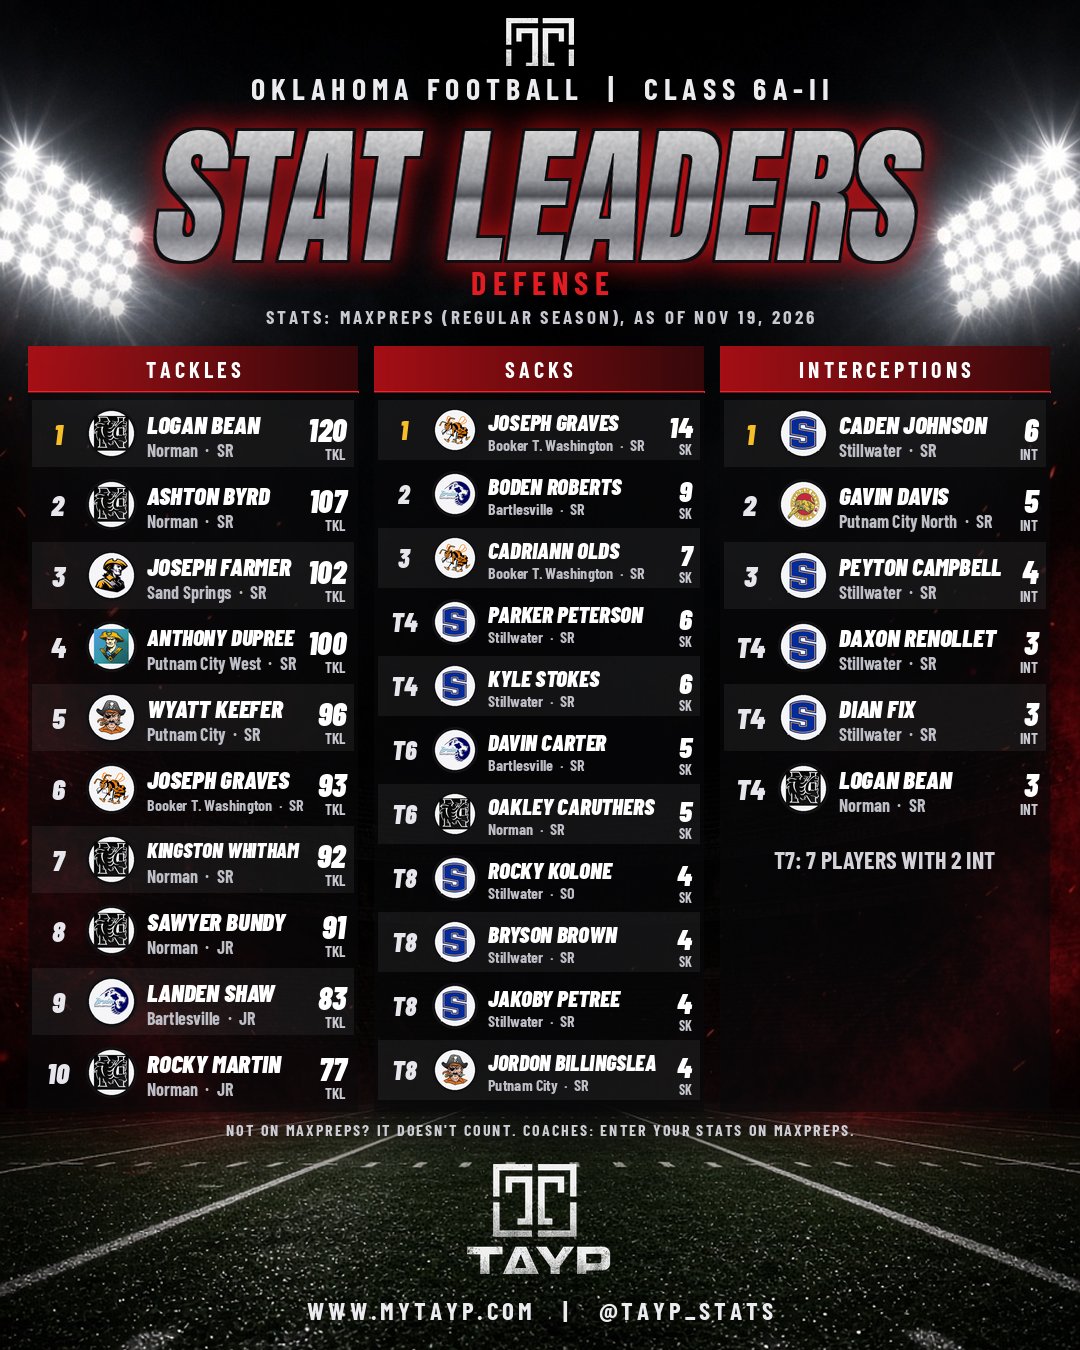 OKLAHOMA FOOTBALL | CLASS 6A-II
STAT LEADERS
DEFENSE
STATS: MAXPREPS (REGULAR SEASON), AS OF NOV 19, 2026
TACKLES
1 LOGAN BEAN 120
Norman · SR TKL
2 ASHTON BYRD 107
Norman · SR TKL
3 JOSEPH FARMER 102
Sand Springs · SR TKL
4 ANTHONY DUPREE 100
Putnam City West · SR TKL
5 WYATT KEEFER 96
Putnam City · SR TKL
6 JOSEPH GRAVES 93
Booker T. Washington · SR TKL
7 KINGSTON WHITHAM 92
Norman · SR TKL
8 SAWYER BUNDY 91
Norman · JR TKL
9 LANDEN SHAW 83
Bartlesville · JR TKL
10 ROCKY MARTIN 77
Norman · JR TKL
SACKS
1 JOSEPH GRAVES 14
Booker T. Washington · SR SK
2 BODEN ROBERTS 9
Bartlesville · SR SK
3 CADRIANN OLDS 7
Booker T. Washington · SR SK
T4 PARKER PETERSON 6
Stillwater · SR SK
T4 KYLE STOKES 6
Stillwater · SR SK
T6 DAVIN CARTER 5
Bartlesville · SR SK
T6 OAKLEY CARUTHERS 5
Norman · SR SK
T8 ROCKY KOLONE 4
Stillwater · SO SK
T8 BRYSON BROWN 4
Stillwater · SR SK
T8 JAKOBY PETREE 4
Stillwater · SR SK
T8 JORDON BILLINGSLEA 4
Putnam City · SR SK
INTERCEPTIONS
1 CADEN JOHNSON 6
Stillwater · SR INT
2 GAVIN DAVIS 5
Putnam City North · SR INT
3 PEYTON CAMPBELL 4
Stillwater · SR INT
T4 DAXON RENOLLET 3
Stillwater · SR INT
T4 DIAN FIX 3
Stillwater · SR INT
T4 LOGAN BEAN 3
Norman · SR INT
T7: 7 PLAYERS WITH 2 INT
NOT ON MAXPREPS? IT DOESN'T COUNT. COACHES: ENTER YOUR STATS ON MAXPREPS.
TAYP
WWW.MYTAYP.COM | @TAYP_STATS